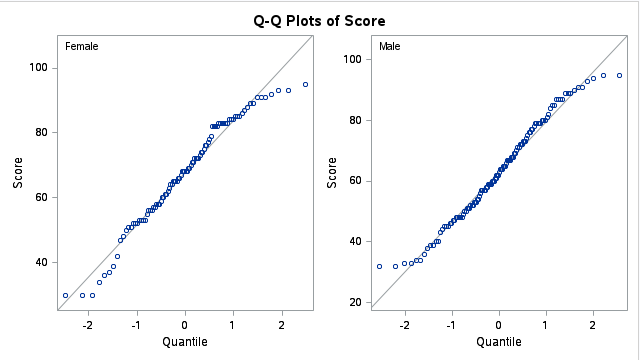 Q-Q Plots of Score
Female
Male
100
80
60
40
Score
-2 -1 0 1 2
Quantile
100
80
60
40
20
Score
-2 -1 0 1 2
Quantile